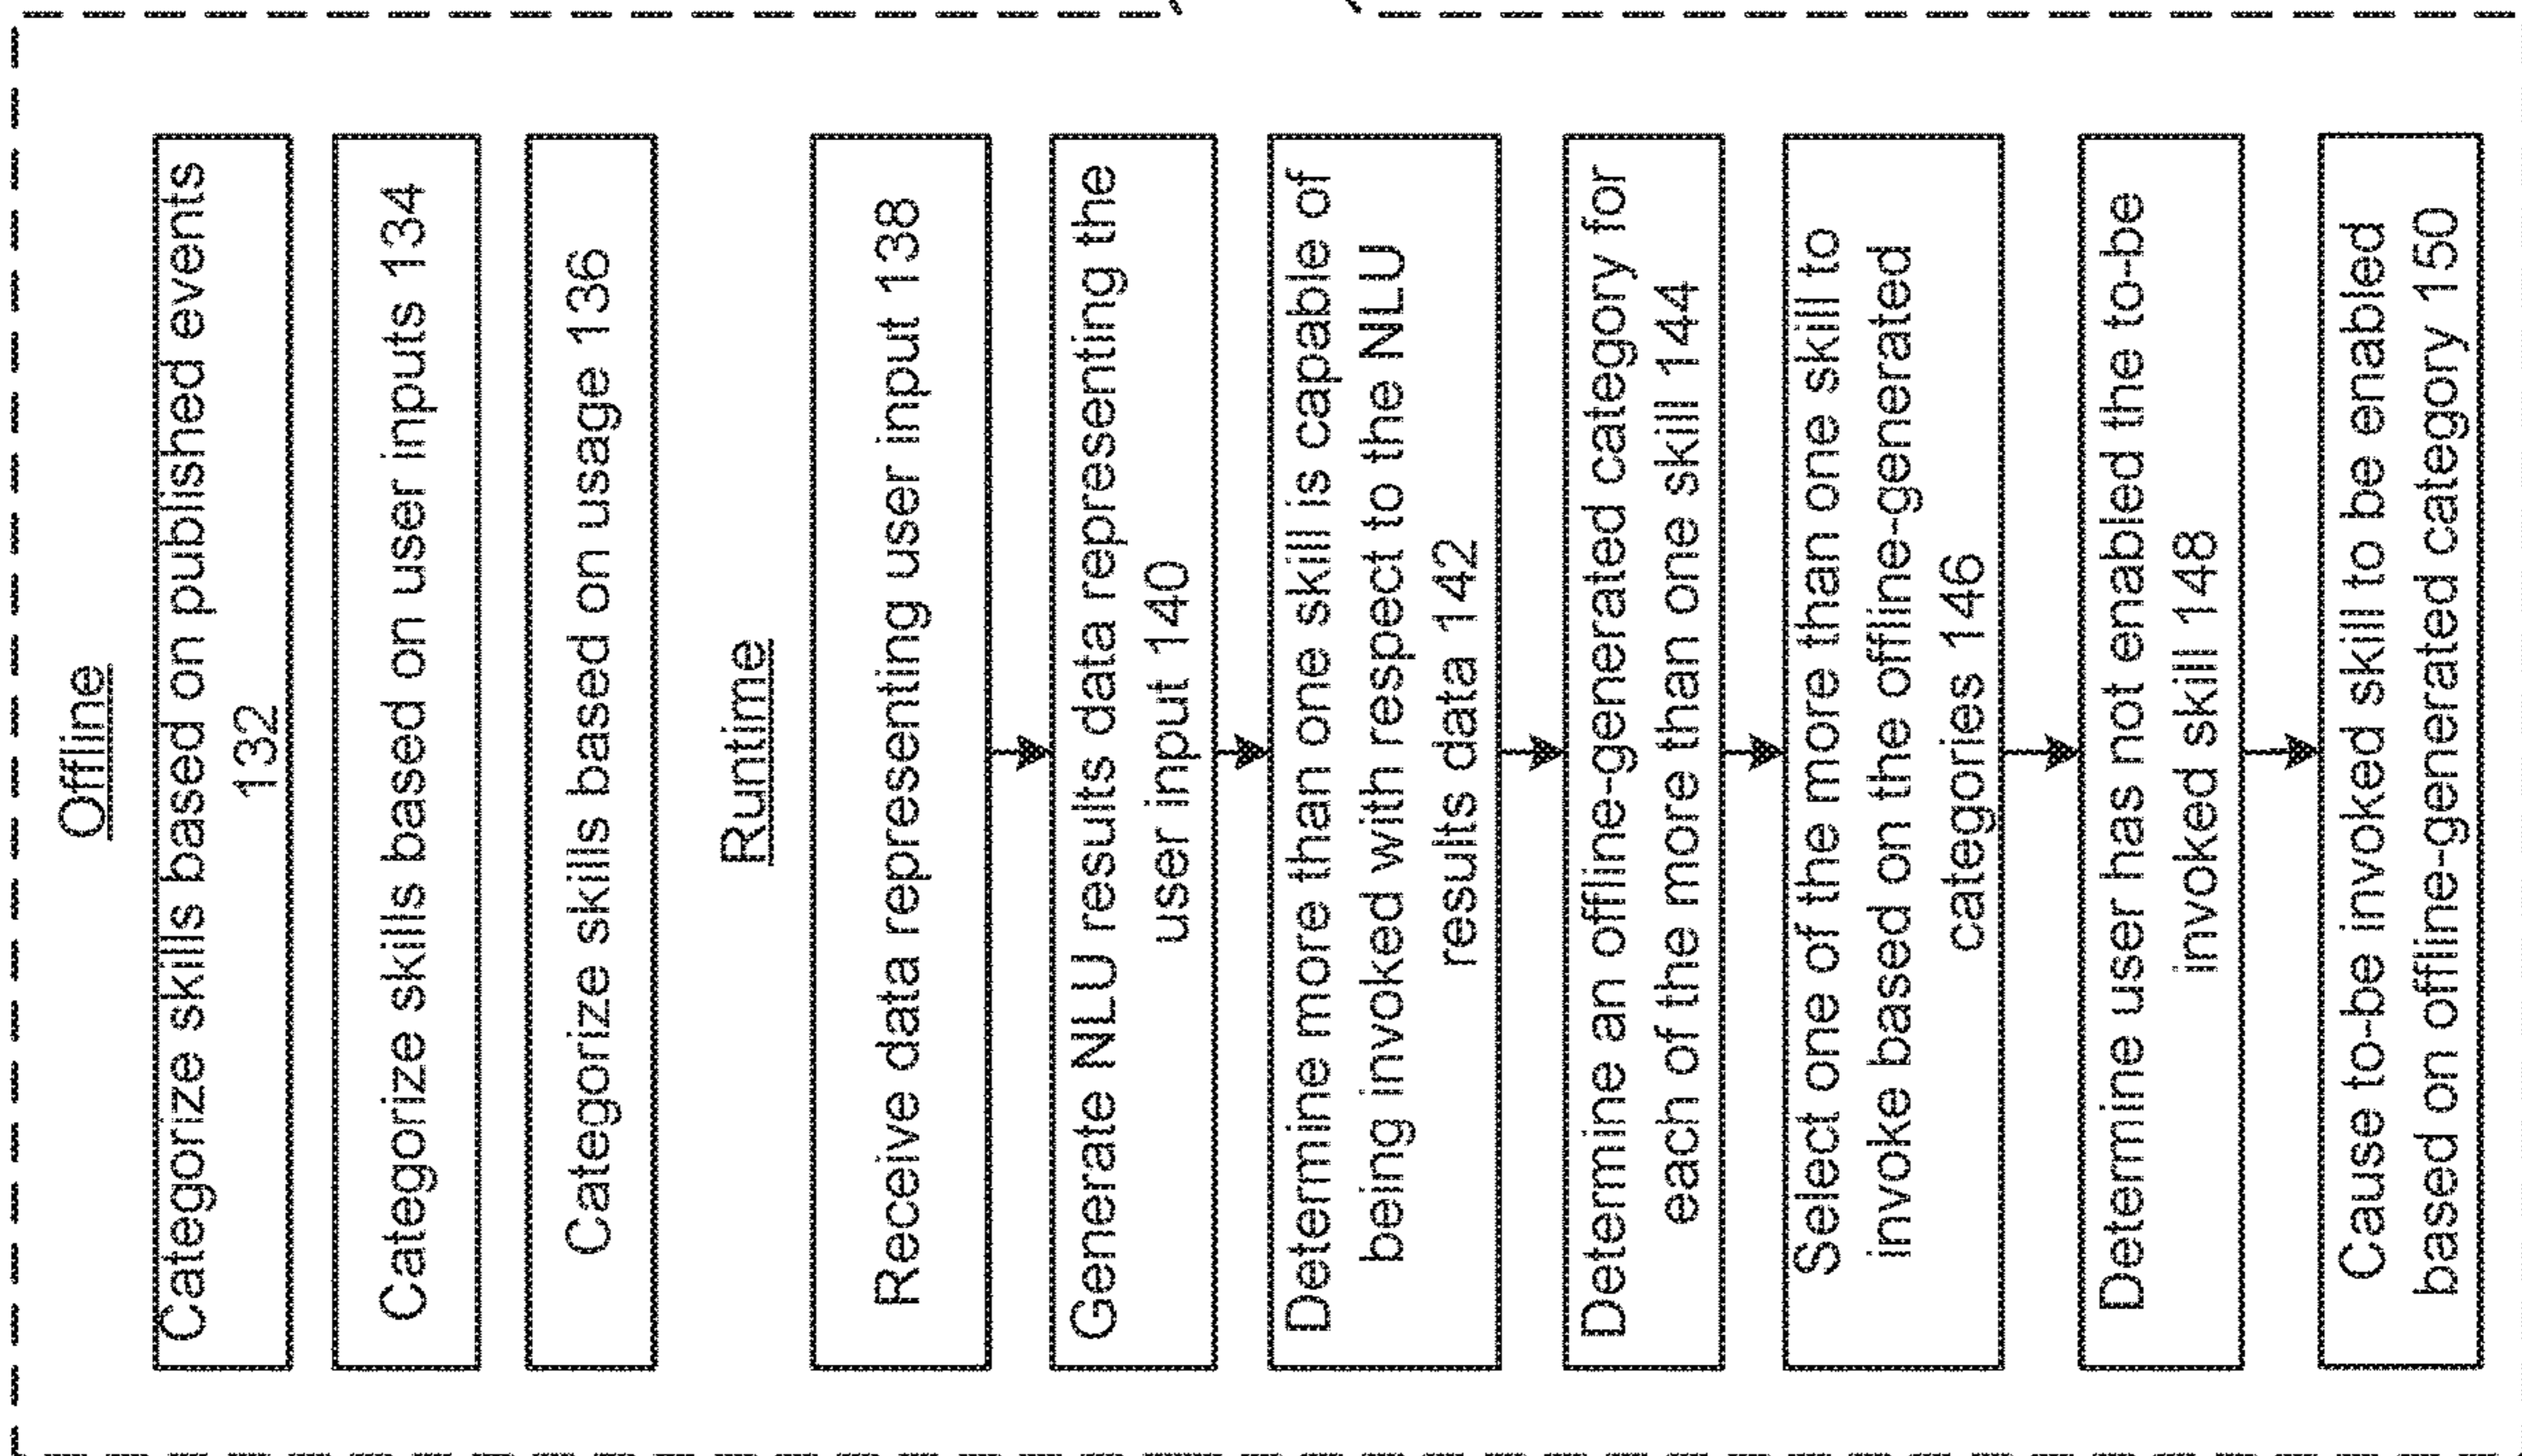 Offline
Categorize skills based on published events
132
Categorize skills based on user inputs 134
Categorize skills based on usage 136
Runtime
Receive data representing user input 138
Generate NLU results data representing the
user input 140
Determine more than one skill is capable of
being invoked with respect to the NLU
results data 142
Determine an offline-generated category for
each of the more than one skill 144
Select one of the more than one skill to
invoke based on the offline-generated
categories 146
Determine user has not enabled the to-be
invoked skill 148
Cause to-be invoked skill to be enabled
based on offline-generated category 150